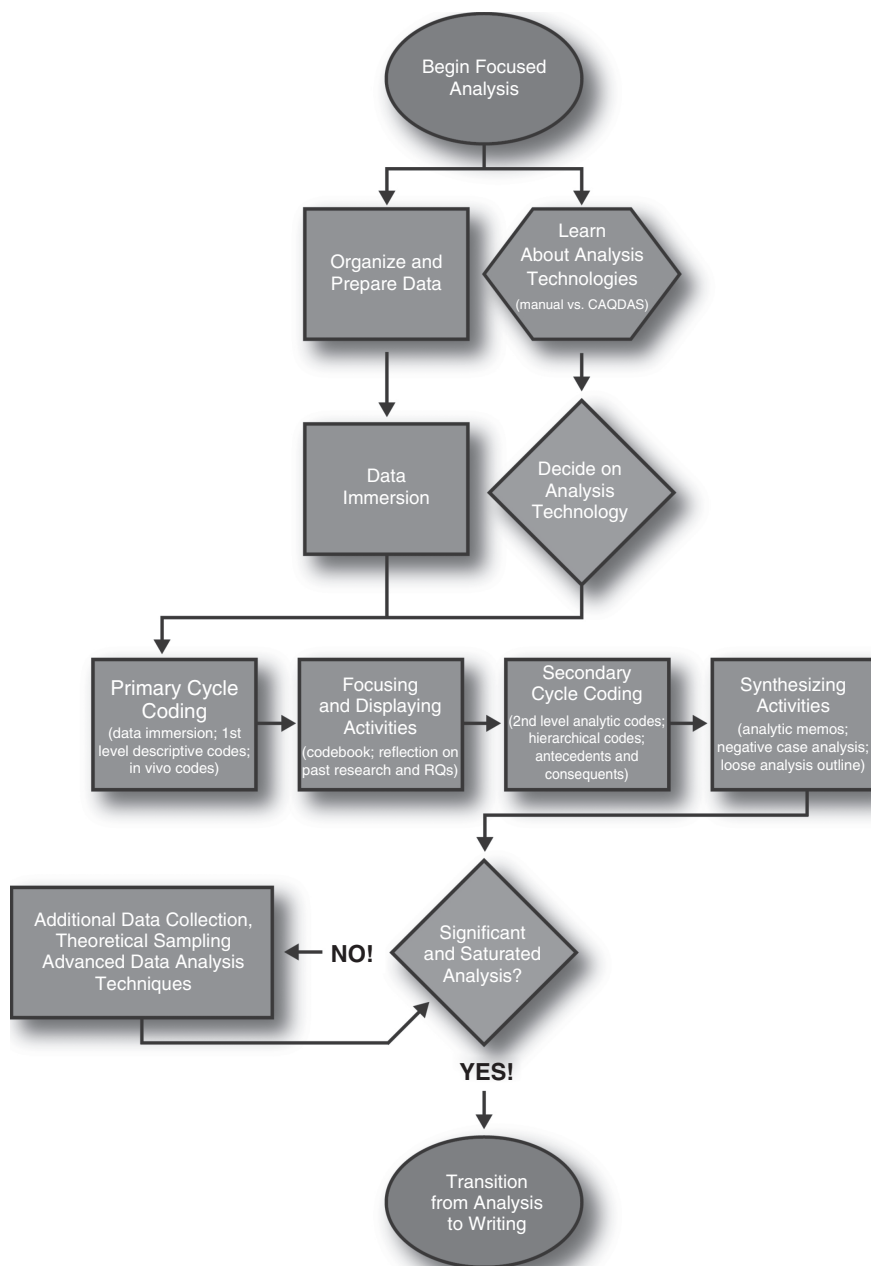 Begin Focused
Analysis
Organize and
Prepare Data
Learn
About Analysis
Technologies
(manual vs. CAQDAS)
Data
Immersion
Decide on
Analysis
Technology
Primary Cycle
Coding
(data immersion; 1st
level descriptive codes;
in vivo codes)
Focusing
and Displaying
Activities
(codebook; reflection on
past research and RQs)
Secondary
Cycle Coding
(2nd level analytic codes;
hierarchical codes;
antecedents and
consequents)
Synthesizing
Activities
(analytic memos;
negative case analysis;
loose analysis outline)
Additional Data Collection,
Theoretical Sampling
Advanced Data Analysis
Techniques
NO!
Significant
and Saturated
Analysis?
YES!
Transition
from Analysis
to Writing